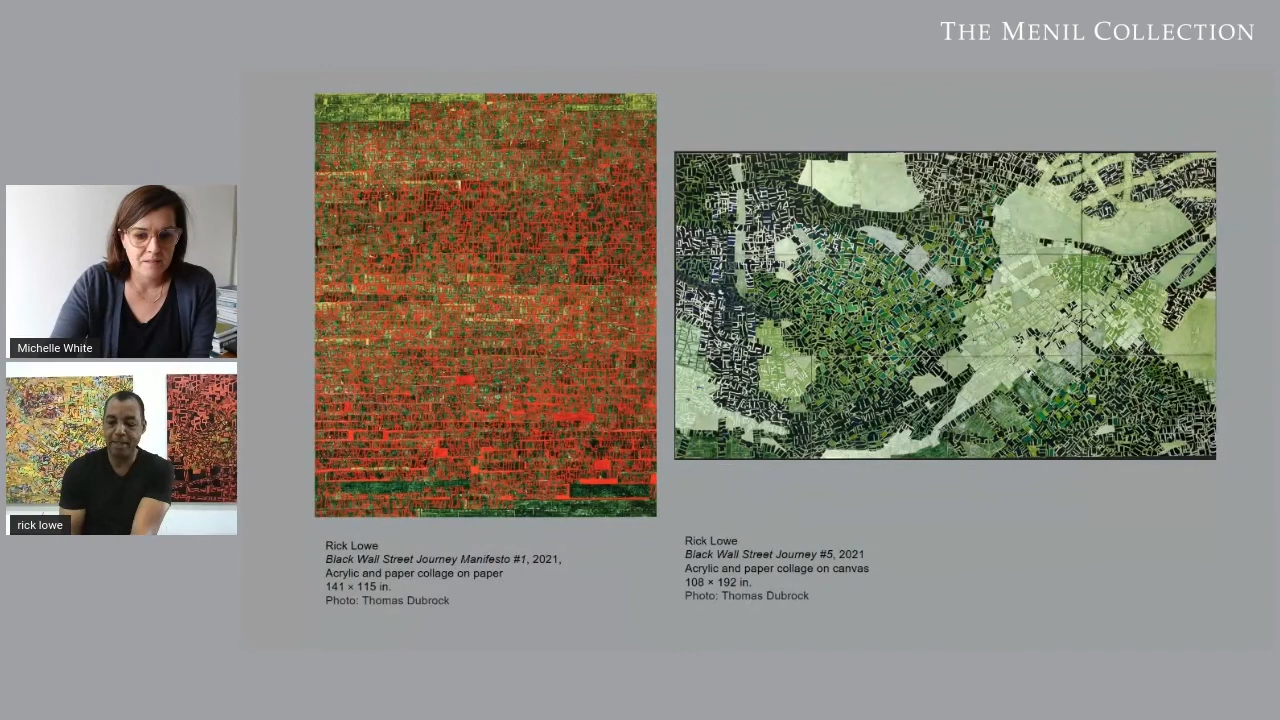 THE MENIL COLLECTION
Michelle White
rick lowe
Rick Lowe
Black Wall Street Journey Manifesto #1, 2021,
Acrylic and paper collage on paper
141 × 115 in.
Photo: Thomas Dubrock
Rick Lowe
Black Wall Street Journey #5, 2021
Acrylic and paper collage on canvas
108 × 192 in.
Photo: Thomas Dubrock